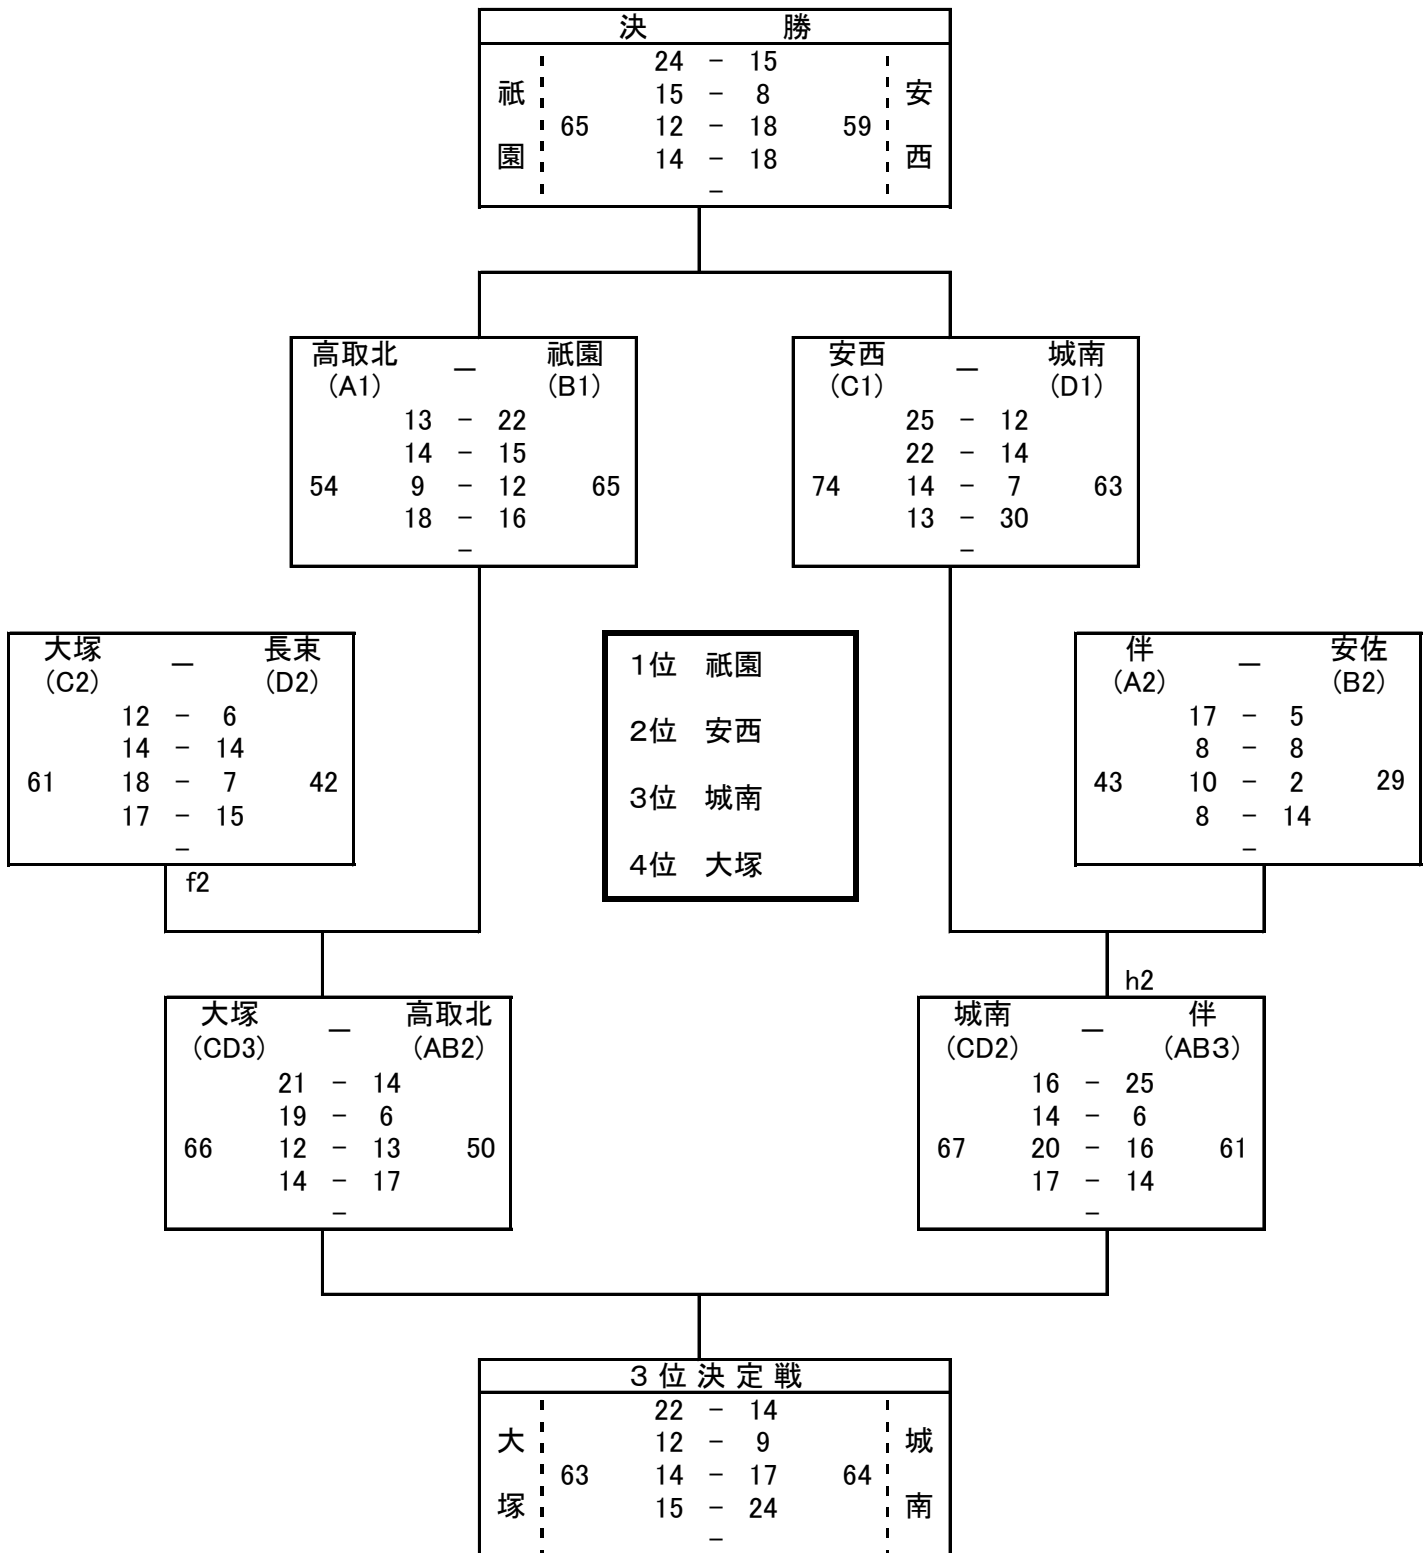 決 勝
24 - 15
祇 15 - 8 安
65 12 - 18 59
園 14 - 18 西
-
高取北 - 祇園
(A1) (B1)
13 - 22
14 - 15
54 9 - 12 65
18 - 16
-
安西 - 城南
(C1) (D1)
25 - 12
22 - 14
74 14 - 7 63
13 - 30
-
大塚 - 長束
(C2) (D2)
12 - 6
14 - 14
61 18 - 7 42
17 - 15
-
f2
1位 祇園
2位 安西
3位 城南
4位 大塚
伴 - 安佐
(A2) (B2)
17 - 5
8 - 8
43 10 - 2 29
8 - 14
-
h2
大塚 - 高取北
(CD3) (AB2)
21 - 14
19 - 6
66 12 - 13 50
14 - 17
-
城南 - 伴
(CD2) (AB3)
16 - 25
14 - 6
67 20 - 16 61
17 - 14
-
3位決定戦
22 - 14
大 12 - 9 城
63 14 - 17 64
塚 15 - 24 南
-